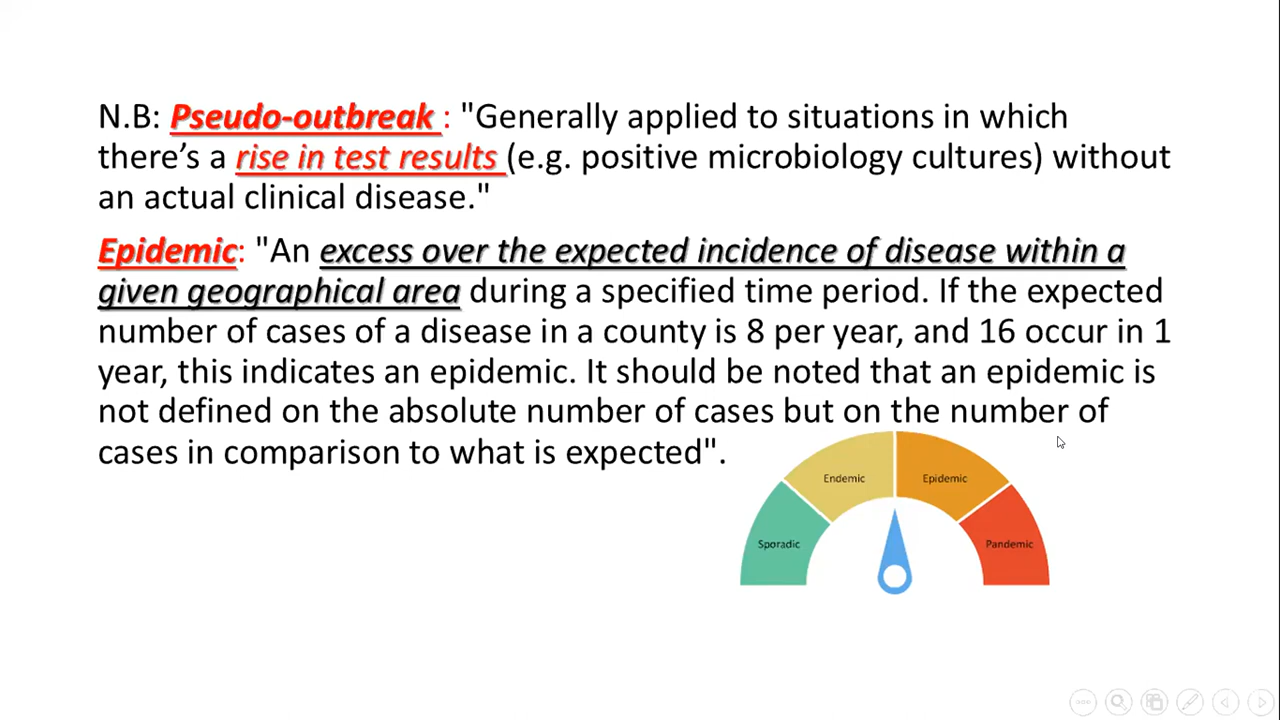 N.B: Pseudo-outbreak : "Generally applied to situations in which
there’s a rise in test results (e.g. positive microbiology cultures) without
an actual clinical disease."
Epidemic: "An excess over the expected incidence of disease within a
given geographical area during a specified time period. If the expected
number of cases of a disease in a county is 8 per year, and 16 occur in 1
year, this indicates an epidemic. It should be noted that an epidemic is
not defined on the absolute number of cases but on the number of
cases in comparison to what is expected".
Endemic
Epidemic
Sporadic
Pandemic